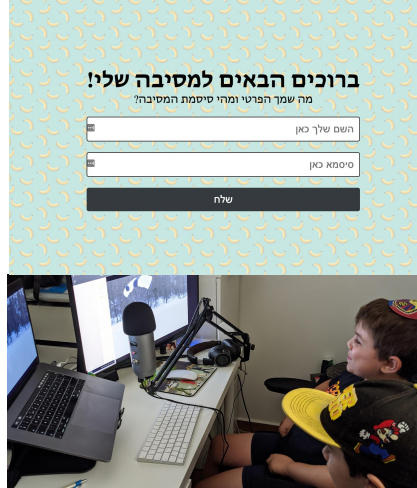 ברוכים הבאים למסיבה שלי!
מה שמך הפרטי ומהי סיסמת המסיבה?
השם שלך כאן
סיסמא כאן
שלח